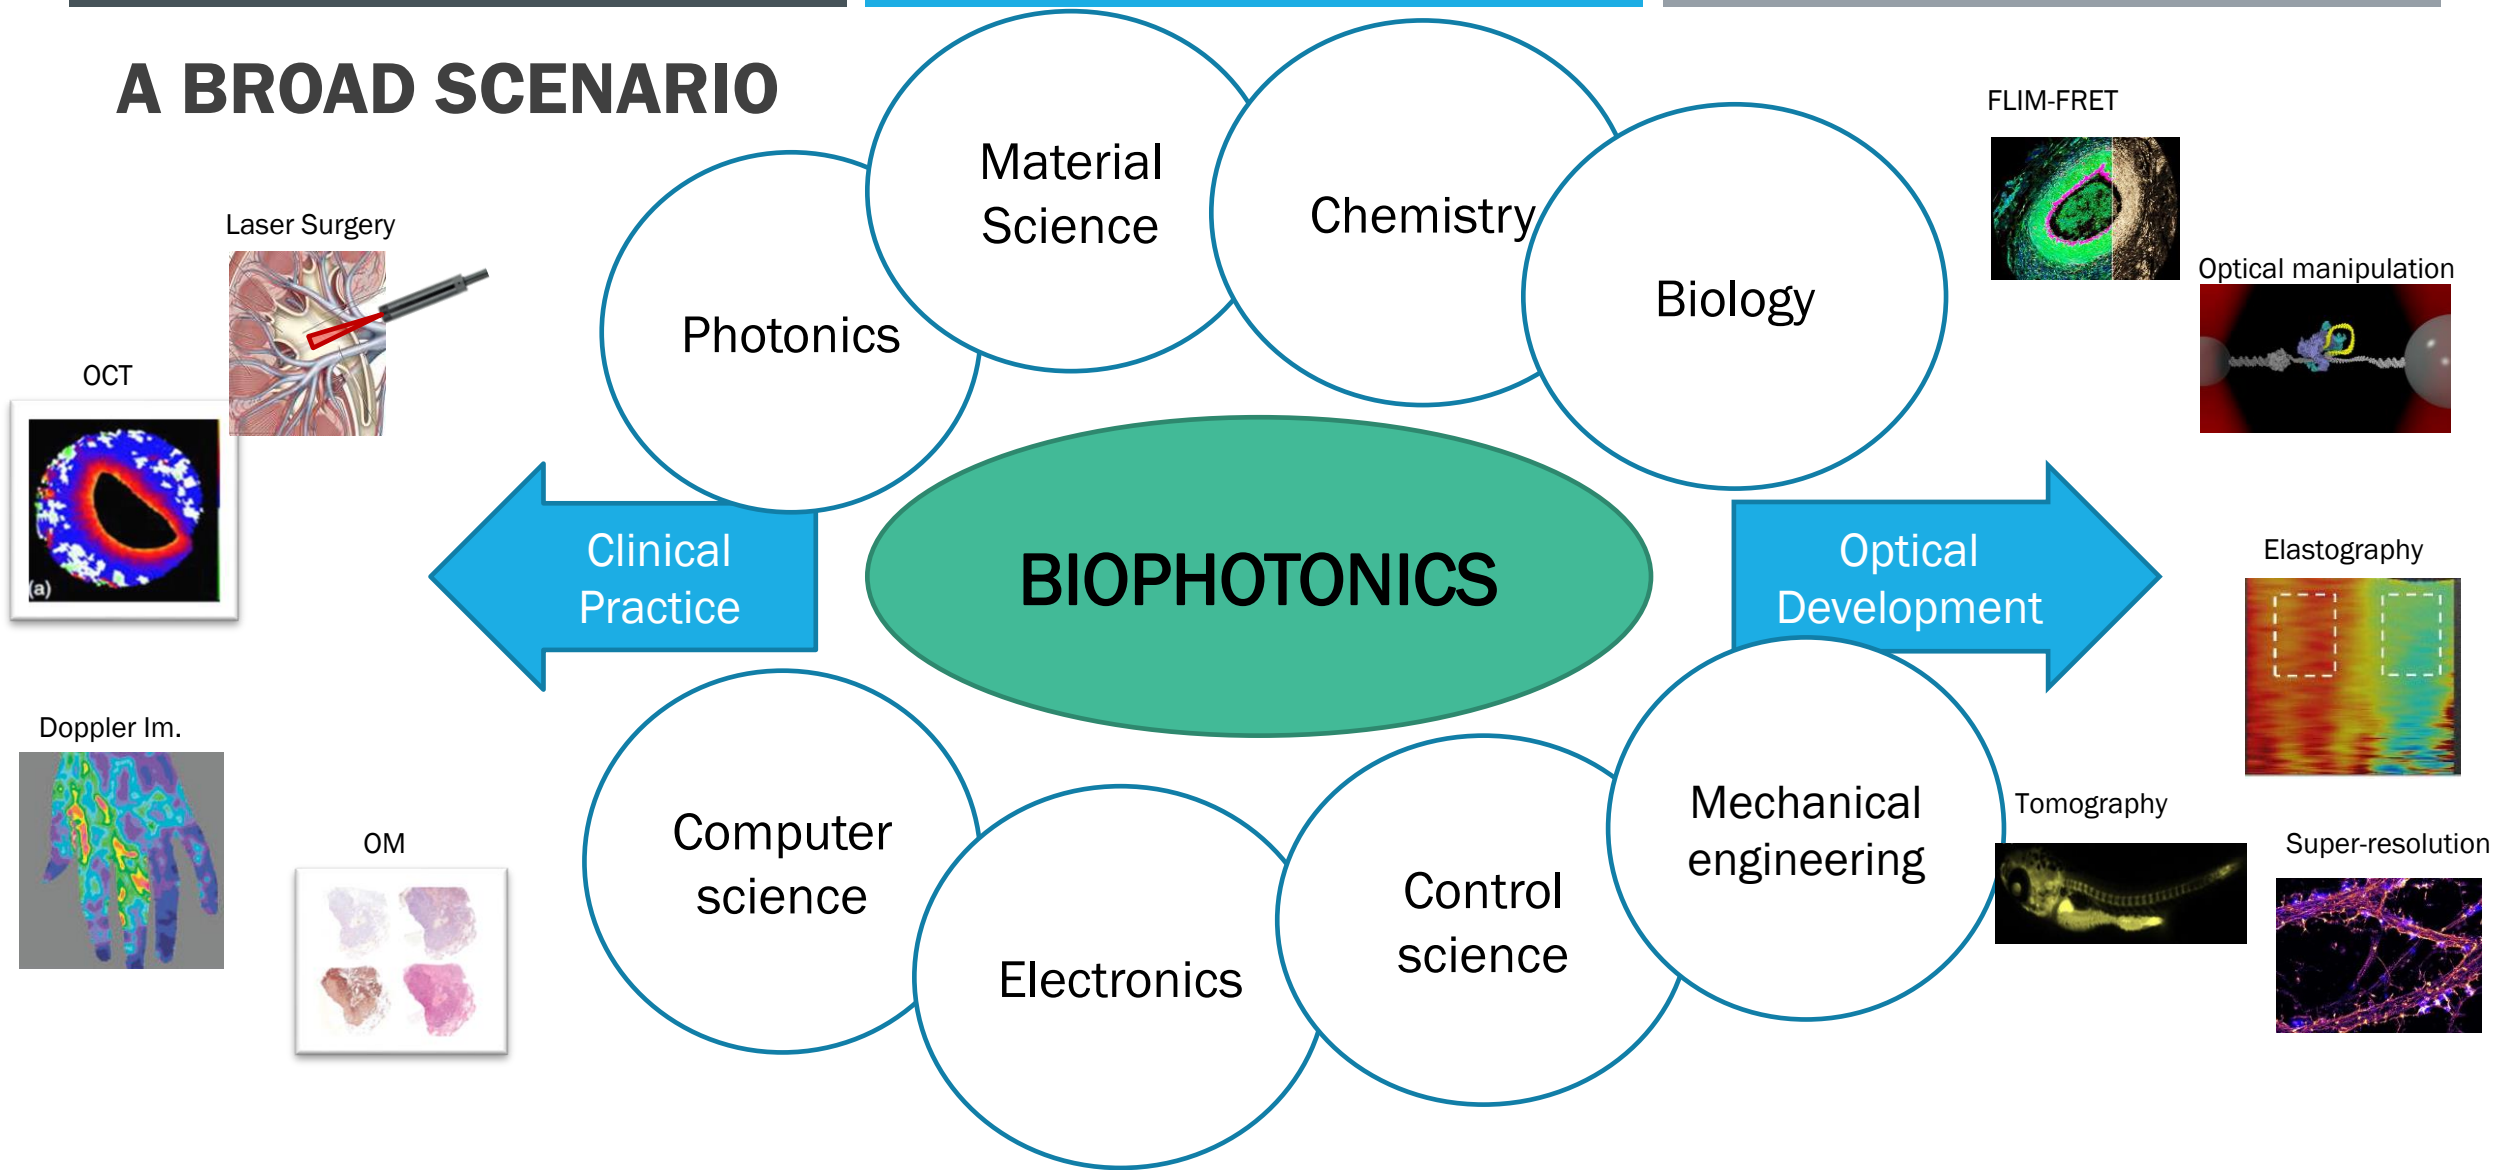 A BROAD SCENARIO
Laser Surgery
OCT
(a)
Doppler Im.
OM
Photonics
Material
Science
Chemistry
Biology
Clinical
Practice
BIOPHOTONICS
Optical
Development
Computer
science
Electronics
Control
science
Mechanical
engineering
FLIM-FRET
Optical manipulation
Elastography
Tomography
Super-resolution